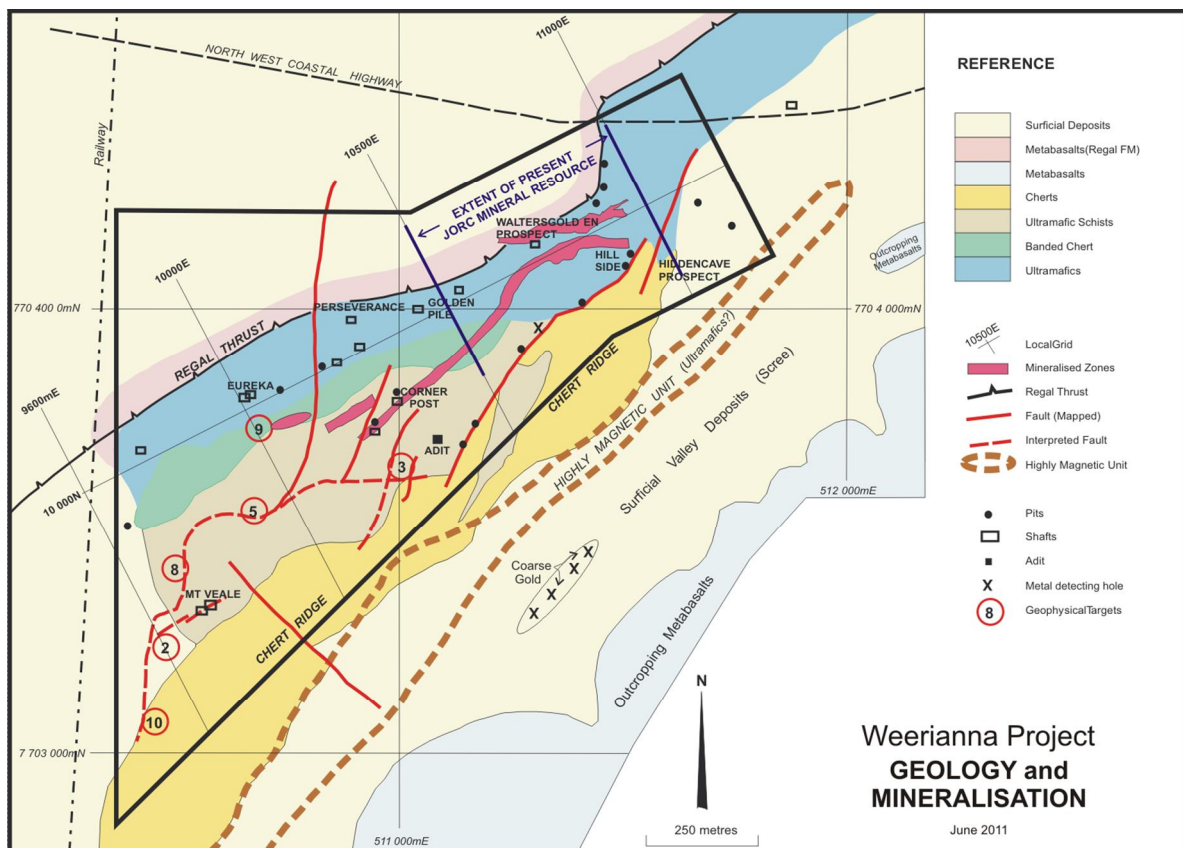 NORTH WEST COASTAL HIGHWAY
Railway
11000E
10500E
EXTENT OF PRESENT
JORC MINERAL RESOURCE
WALTERSGOLD EN
PROSPECT
HILL
SIDE
HIDDENCAVE
PROSPECT
Outcropping
Metabasalts
10000E
770 400 0mN
770 4 000mN
PERSEVERANCE
GOLDEN
PILE
REGAL THRUST
EUREKA
9600mE
10 000N
CORNER
POST
ADIT
CHERT RIDGE
HIGHLY MAGNETIC UNIT (Ultramafics?)
Surficial Valley Deposits (Scree)
512 000mE
9
3
5
8
MT VEALE
2
10
CHERT RIDGE
Coarse
Gold
X
X
X
X
X
Outcropping Metabasalts
7 703 000mN
511 000mE
N
250 metres
REFERENCE
Surficial Deposits
Metabasalts(Regal FM)
Metabasalts
Cherts
Ultramafic Schists
Banded Chert
Ultramafics
10500E
LocalGrid
Mineralised Zones
Regal Thrust
Fault (Mapped)
Interpreted Fault
Highly Magnetic Unit
Pits
Shafts
Adit
X Metal detecting hole
8 GeophysicalTargets
Weerianna Project
GEOLOGY and
MINERALISATION
June 2011